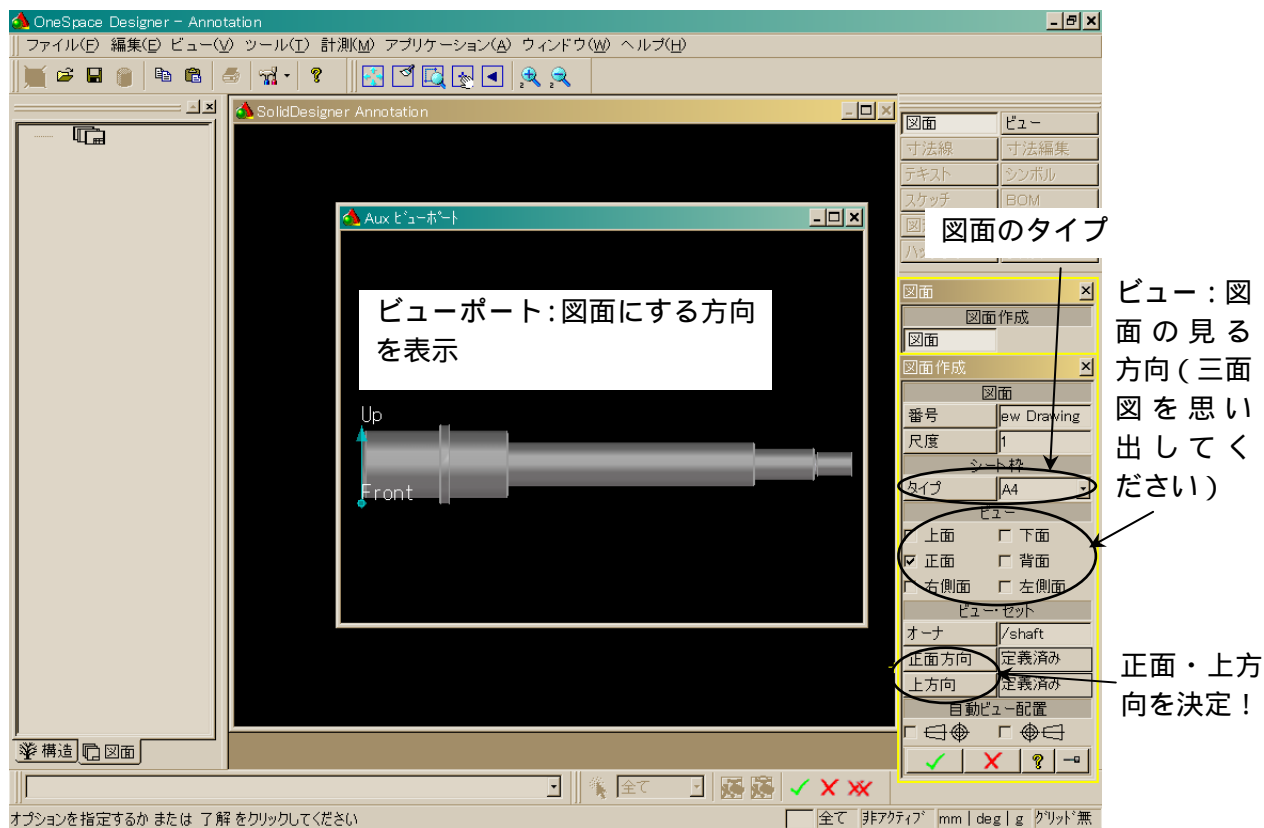 OneSpace Designer - Annotation
ファイル(F) 編集(E) ビュー(V) ツール(T) 計測(M) アプリケーション(A) ウィンドウ(W) ヘルプ(H)
SolidDesigner Annotation
図面 ビュー
寸法線 寸法編集
テキスト シンボル
スケッチ BOM
図面のタイプ
Aux ビューポート
ビューポート:図面にする方向
を表示
Up
Front
図面
図面作成
図面
図面作成
図面
番号 ew Drawing
尺度 1
シート枠
タイプ A4
ビュー
上面 下面
正面 背面
右側面 左側面
ビュー・セット
オーナ /shaft
正面方向 定義済み
上方向 定義済み
自動ビュー配置
ビュー:図
面の見る
方向(三面
図を思い
出してく
ださい)
正面・上方
向を決定!
構造 図面
全て
オプションを指定するか または 了解 をクリックしてください
全て 非アクティブ mm | deg | g グリッド無